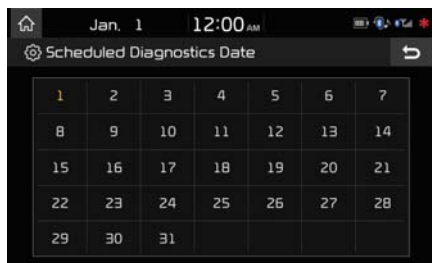 Jan. 1 12:00 AM
Scheduled Diagnostics Date
1 2 3 4 5 6 7
8 9 10 11 12 13 14
15 16 17 18 19 20 21
22 23 24 25 26 27 28
29 30 31